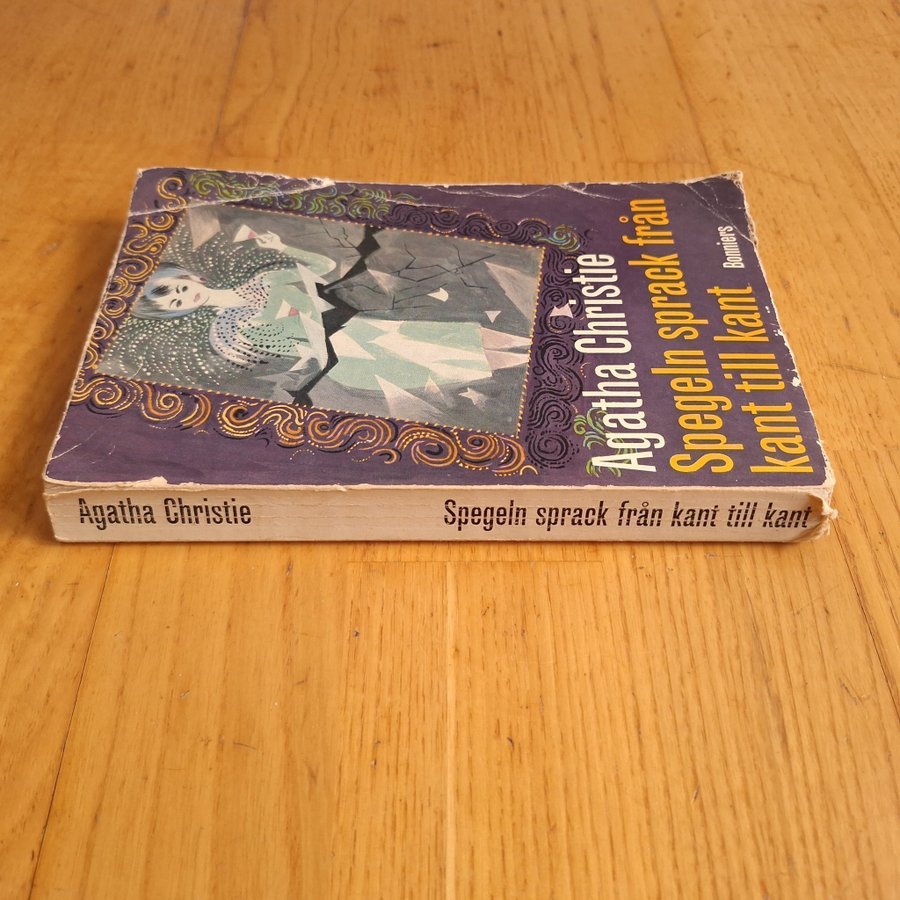 Agatha Christie
Spegeln sprack från
kant till kant
Bonniers
Agatha Christie Spegeln sprack från kant till kant